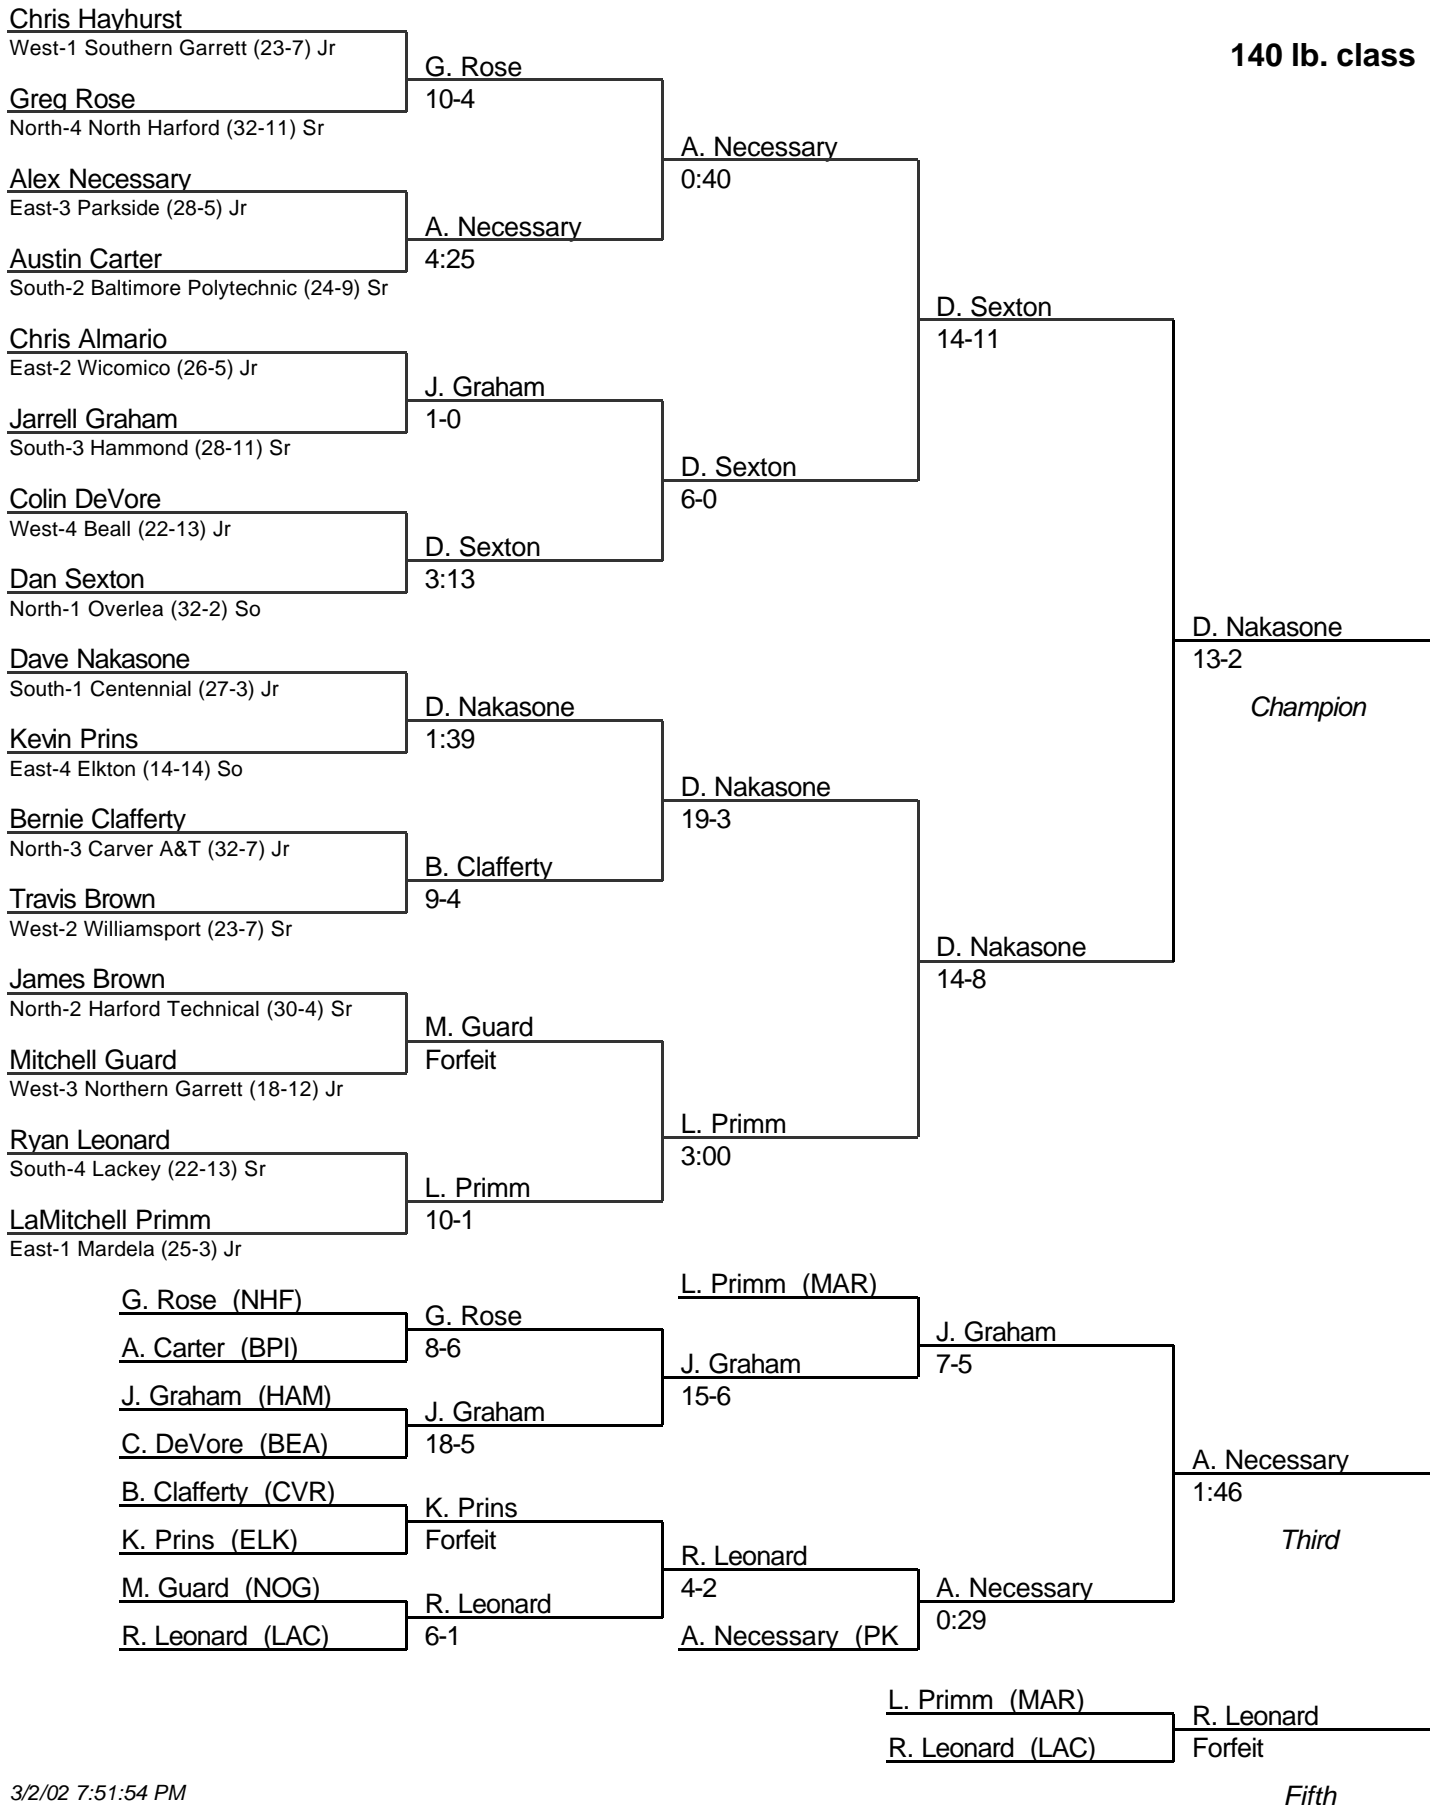 Chris Hayhurst
West-1 Southern Garrett (23-7) Jr
140 lb. class
G. Rose
10-4
Greg Rose
North-4 North Harford (32-11) Sr
A. Necessary
0:40
Alex Necessary
East-3 Parkside (28-5) Jr
A. Necessary
4:25
Austin Carter
South-2 Baltimore Polytechnic (24-9) Sr
D. Sexton
14-11
Chris Almario
East-2 Wicomico (26-5) Jr
J. Graham
1-0
Jarrell Graham
South-3 Hammond (28-11) Sr
D. Sexton
6-0
Colin DeVore
West-4 Beall (22-13) Jr
D. Sexton
3:13
Dan Sexton
North-1 Overlea (32-2) So
D. Nakasone
13-2
Champion
Dave Nakasone
South-1 Centennial (27-3) Jr
D. Nakasone
1:39
Kevin Prins
East-4 Elkton (14-14) So
D. Nakasone
19-3
Bernie Clafferty
North-3 Carver A&T (32-7) Jr
B. Clafferty
9-4
Travis Brown
West-2 Williamsport (23-7) Sr
D. Nakasone
14-8
James Brown
North-2 Harford Technical (30-4) Sr
M. Guard
Forfeit
Mitchell Guard
West-3 Northern Garrett (18-12) Jr
L. Primm
3:00
Ryan Leonard
South-4 Lackey (22-13) Sr
L. Primm
10-1
LaMitchell Primm
East-1 Mardela (25-3) Jr
L. Primm (MAR)
G. Rose (NHF)
G. Rose
8-6
A. Carter (BPI)
J. Graham
7-5
J. Graham
15-6
J. Graham (HAM)
J. Graham
18-5
C. DeVore (BEA)
A. Necessary
1:46
Third
B. Clafferty (CVR)
K. Prins
Forfeit
K. Prins (ELK)
R. Leonard
4-2
M. Guard (NOG)
R. Leonard
6-1
A. Necessary
0:29
R. Leonard (LAC)
A. Necessary (PK
L. Primm (MAR)
R. Leonard
Forfeit
R. Leonard (LAC)
3/2/02 7:51:54 PM
Fifth